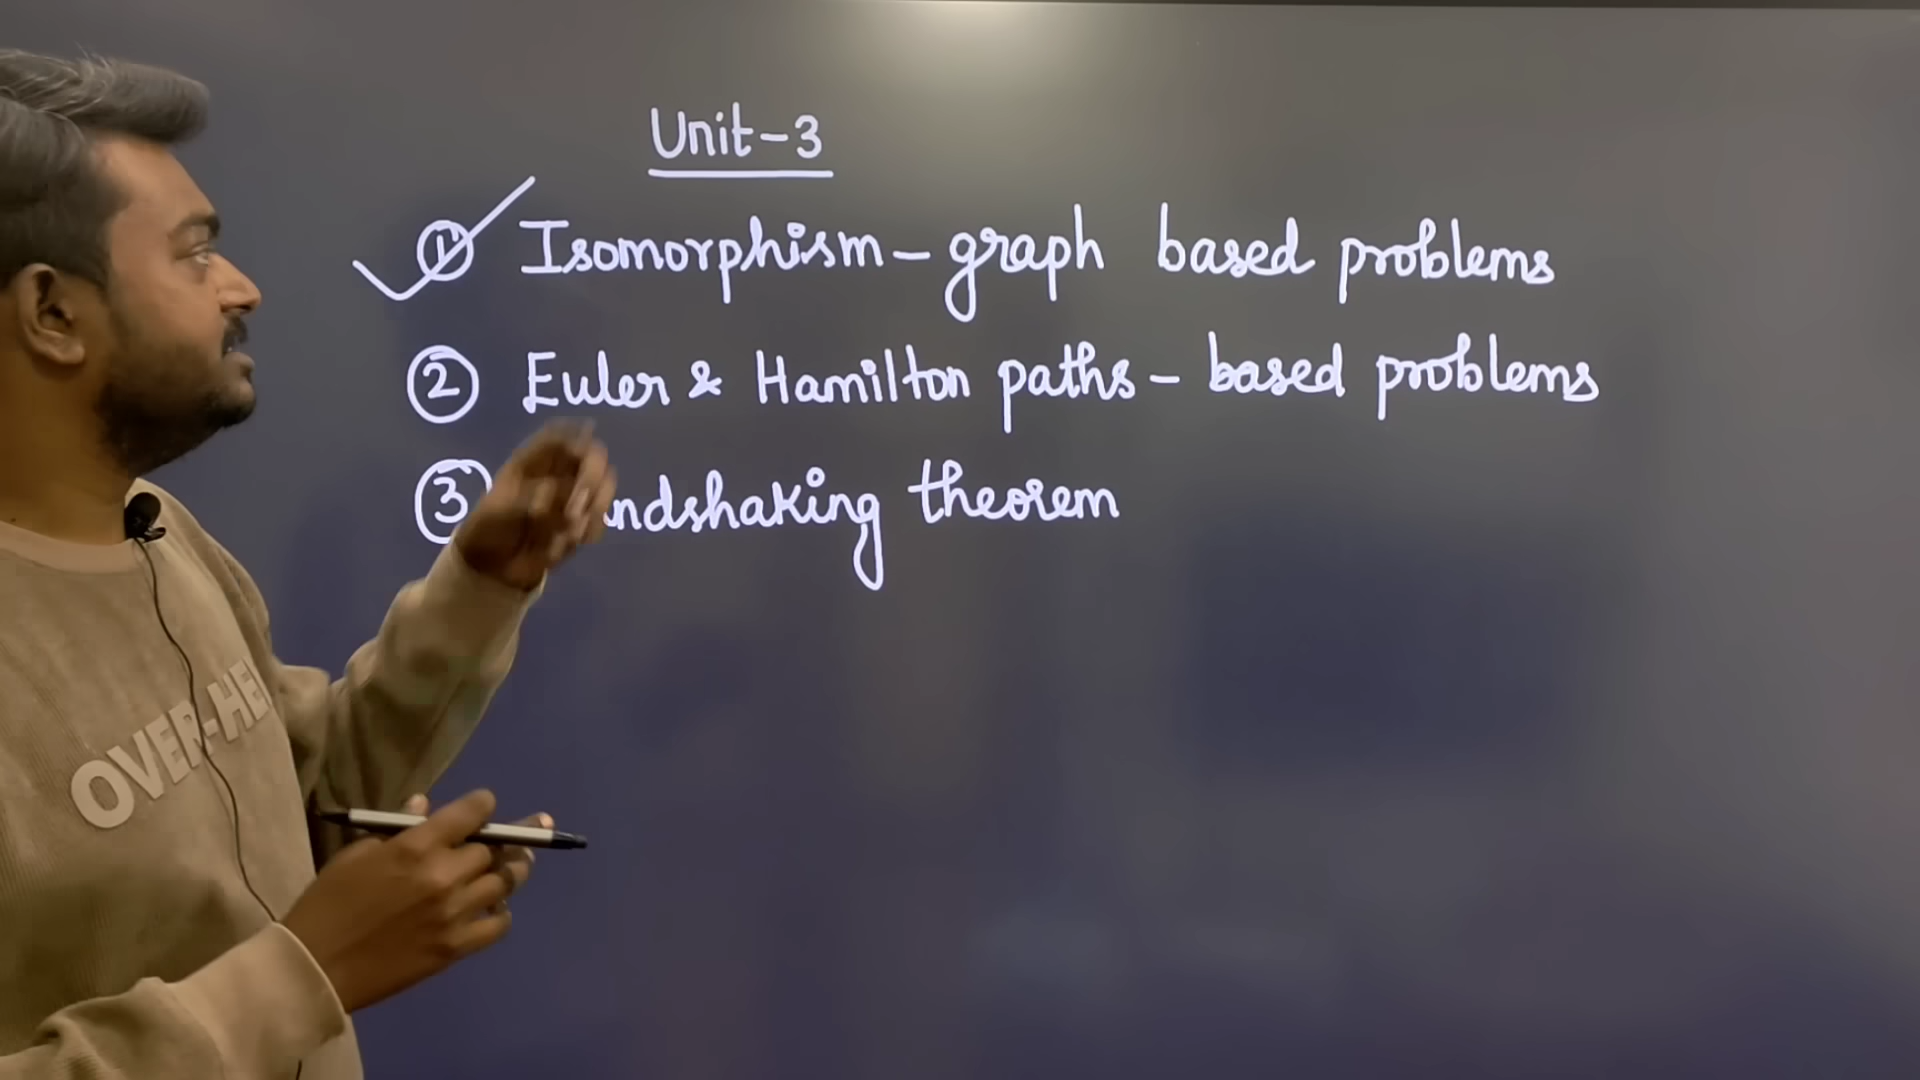 Unit-3
① Isomorphism - graph based problems
② Euler & Hamilton paths - based problems
③ ndshaking theorem
OVER-HE